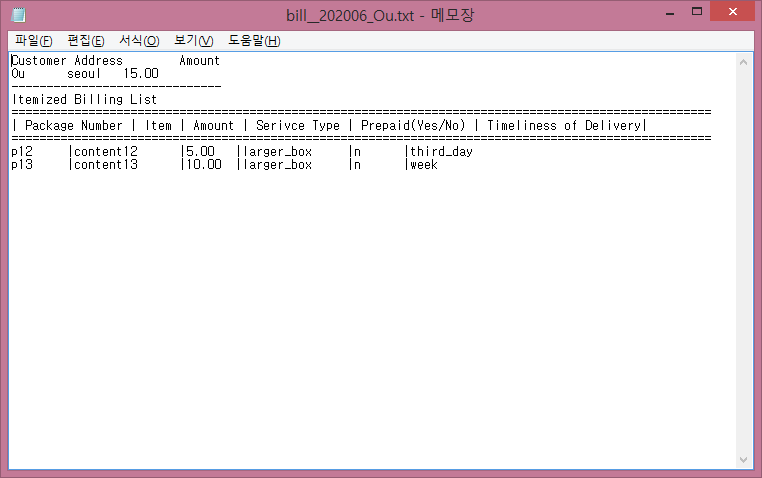 bill__202006_Ou.txt - 메모장
파일(F) 편집(E) 서식(O) 보기(V) 도움말(H)
Customer Address Amount
Ou seoul 15.00
------------------------------
Itemized Billing List
====================================================================================================
| Package Number | Item | Amount | Serivce Type | Prepaid(Yes/No) | Timeliness of Delivery|
====================================================================================================
p12 |content12 |5.00 |larger_box |n |third_day
p13 |content13 |10.00 |larger_box |n |week